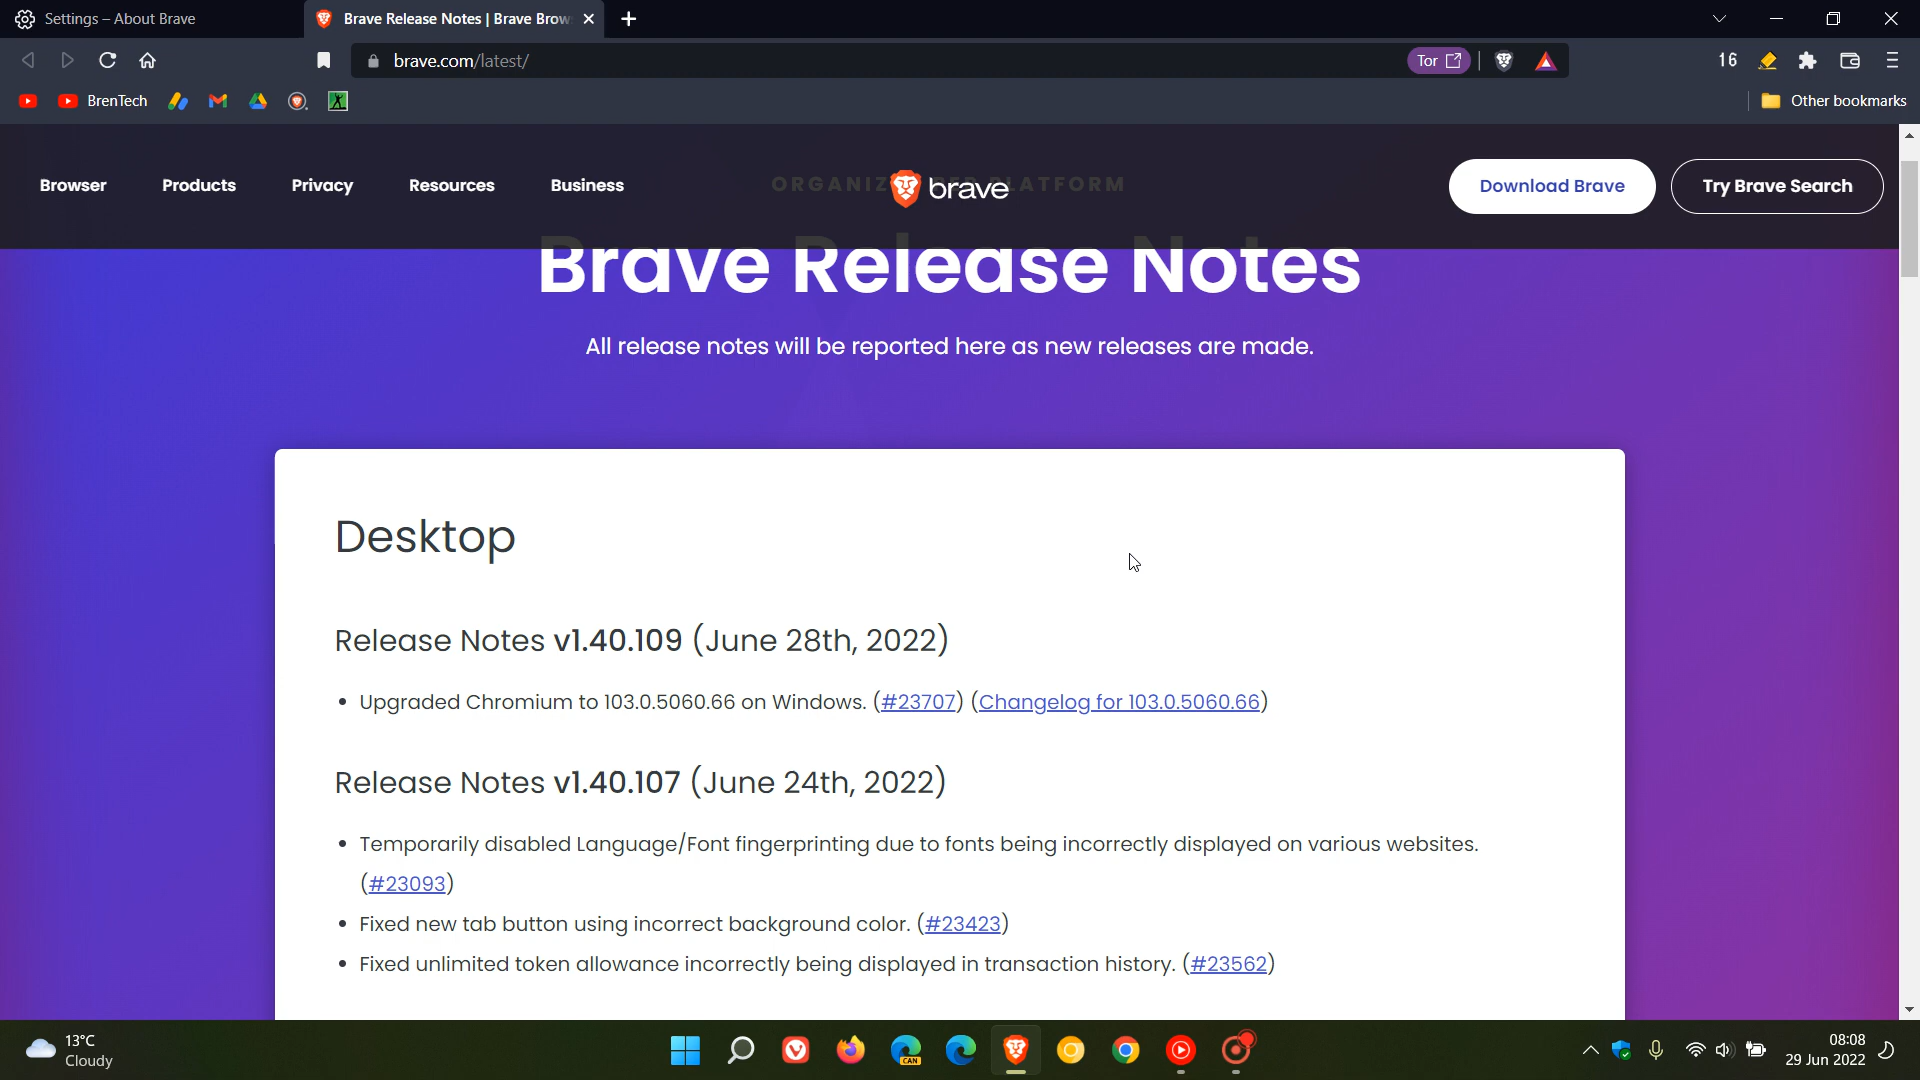 Settings – About Brave
Brave Release Notes | Brave Brow
brave.com/latest/
Tor
16
BrenTech
Other bookmarks
Browser
Products
Privacy
Resources
Business
brave
Download Brave
Try Brave Search
Brave Release Notes
All release notes will be reported here as new releases are made.
Desktop
Release Notes v1.40.109 (June 28th, 2022)
• Upgraded Chromium to 103.0.5060.66 on Windows. (#23707) (Changelog for 103.0.5060.66)
Release Notes v1.40.107 (June 24th, 2022)
• Temporarily disabled Language/Font fingerprinting due to fonts being incorrectly displayed on various websites.
(#23093)
• Fixed new tab button using incorrect background color. (#23423)
• Fixed unlimited token allowance incorrectly being displayed in transaction history. (#23562)
13°C
Cloudy
CAN
08:08
29 Jun 2022